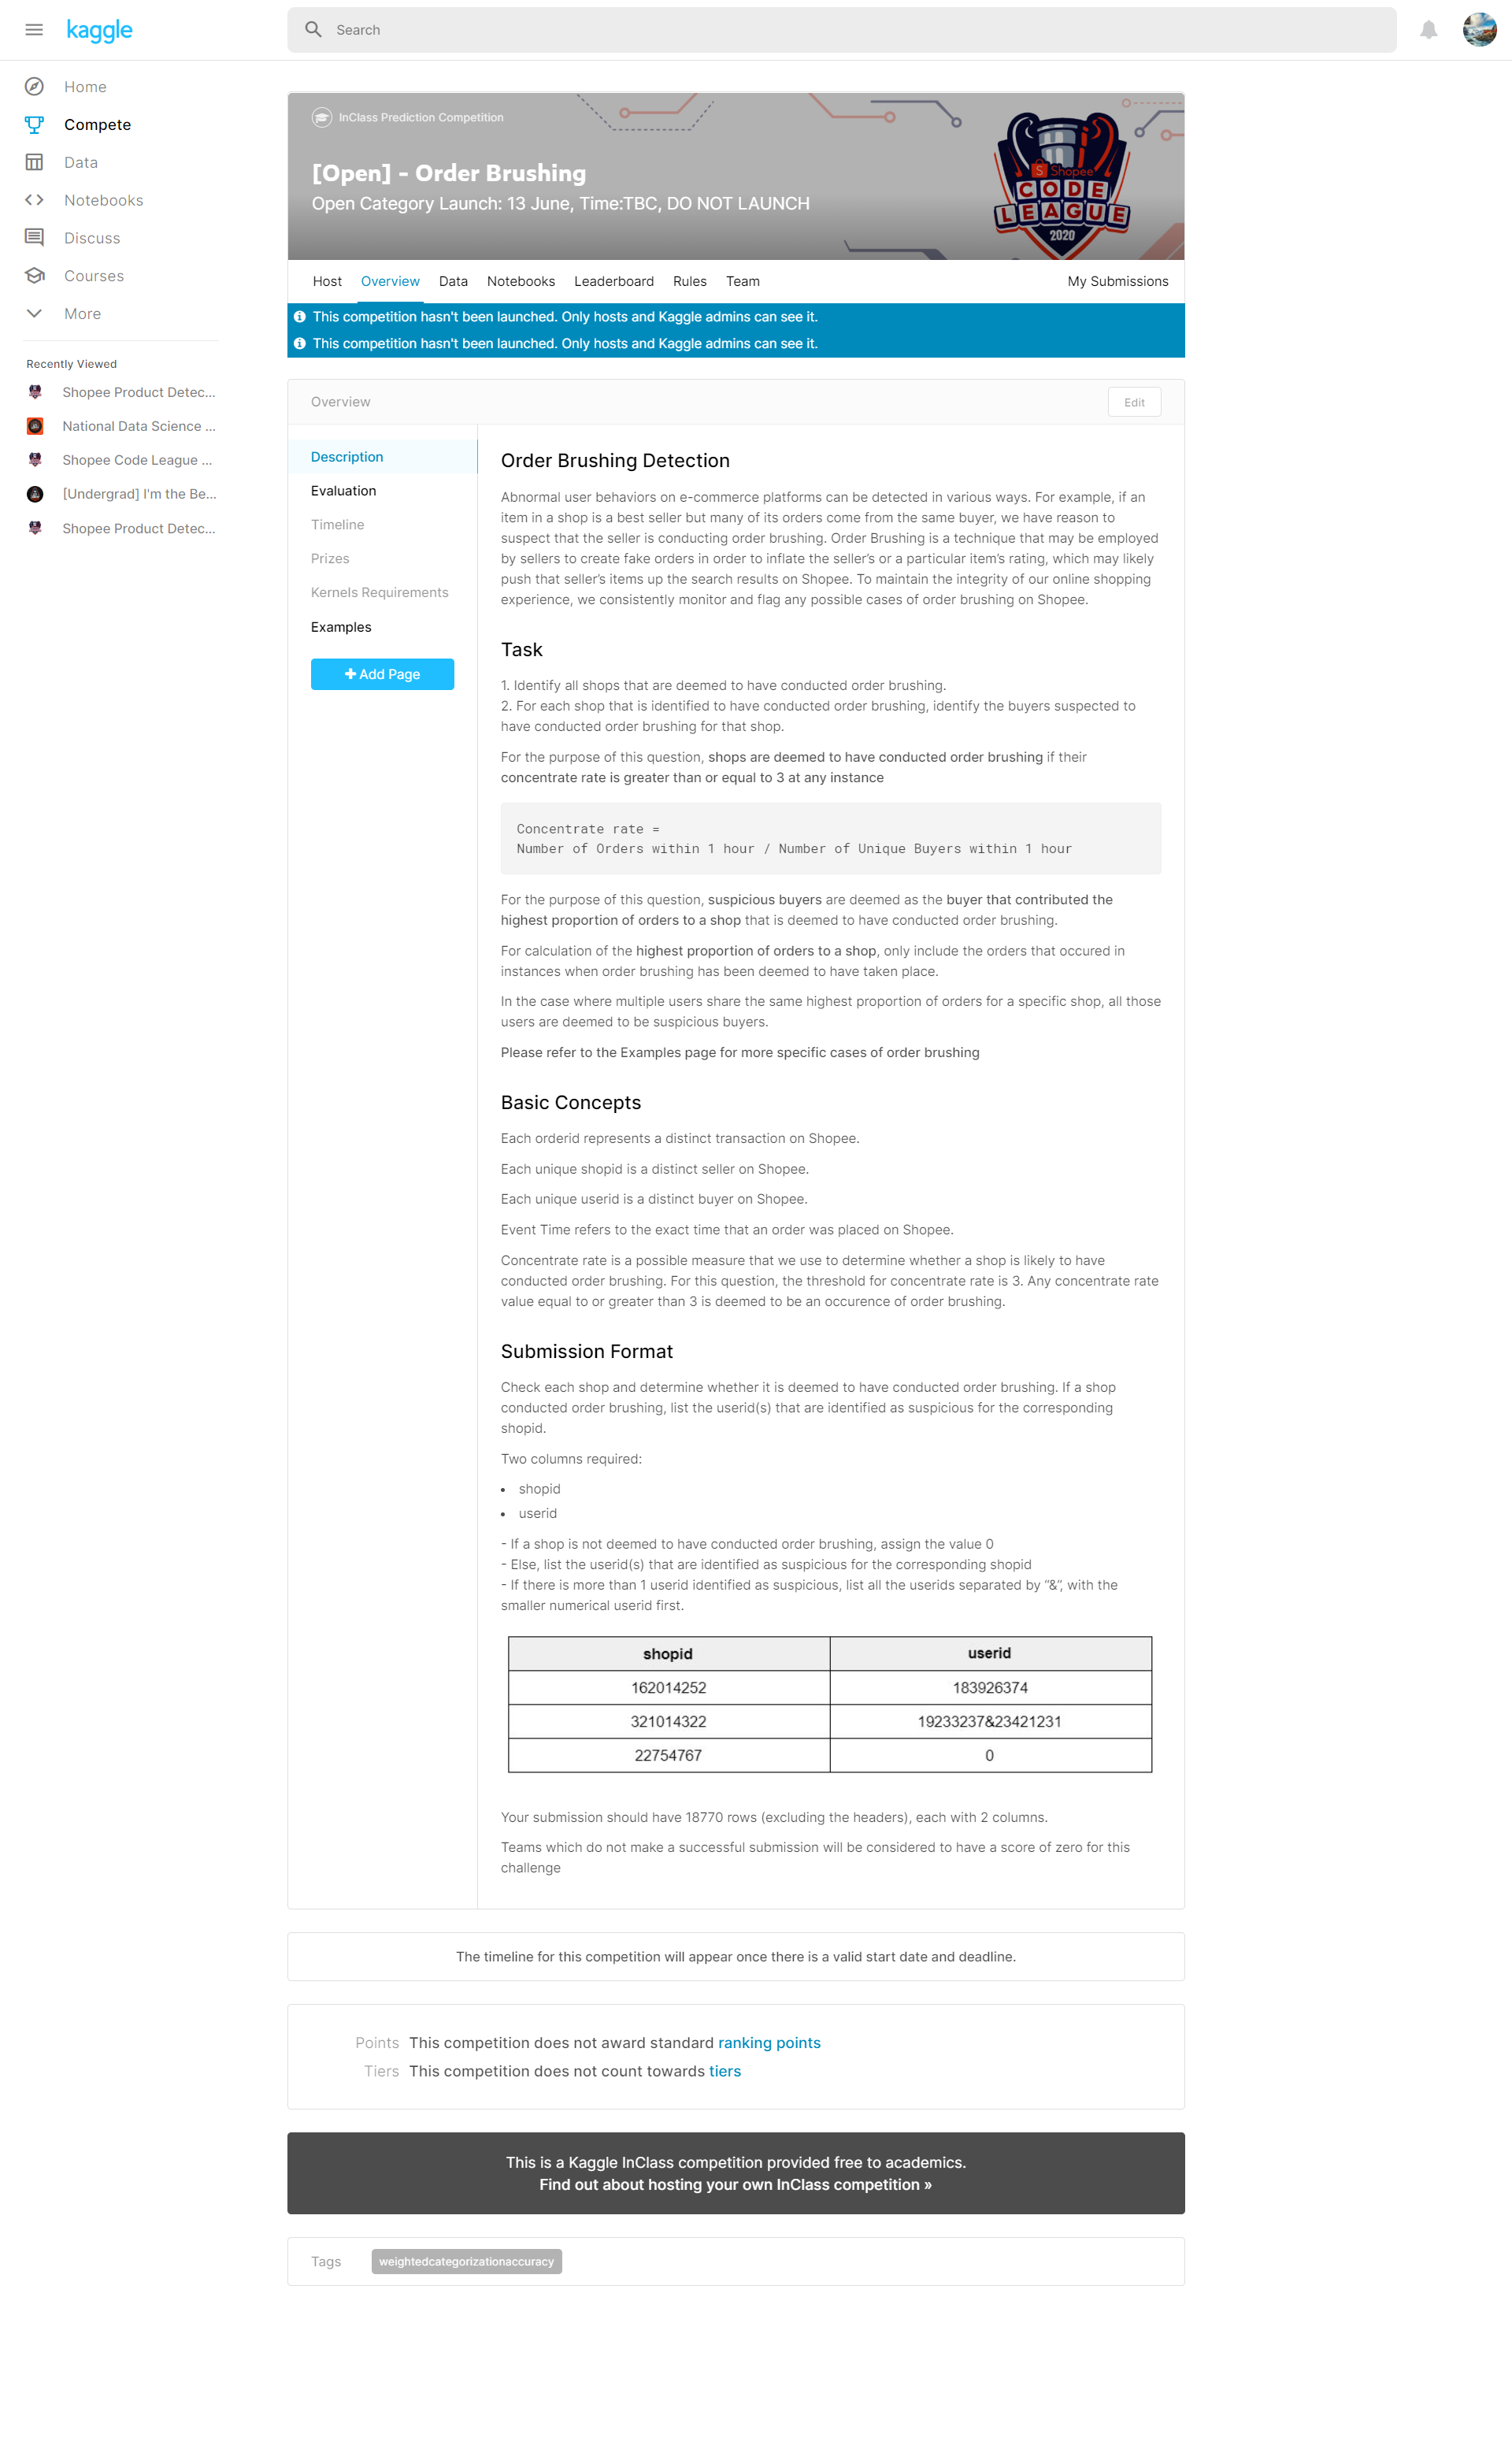 kaggle
Search
Home
Compete
Data
Notebooks
Discuss
Courses
More
Recently Viewed
Shopee Product Detec...
National Data Science ...
Shopee Code League ...
[Undergrad] I'm the Be...
Shopee Product Detec...
InClass Prediction Competition
[Open] - Order Brushing
Open Category Launch: 13 June, Time:TBC, DO NOT LAUNCH
Shopee
CODE
LEAGUE
2020
Host Overview Data Notebooks Leaderboard Rules Team My Submissions
This competition hasn't been launched. Only hosts and Kaggle admins can see it.
This competition hasn't been launched. Only hosts and Kaggle admins can see it.
Overview
Edit
Description
Evaluation
Timeline
Prizes
Kernels Requirements
Examples
Add Page
Order Brushing Detection
Abnormal user behaviors on e-commerce platforms can be detected in various ways. For example, if an
item in a shop is a best seller but many of its orders come from the same buyer, we have reason to
suspect that the seller is conducting order brushing. Order Brushing is a technique that may be employed
by sellers to create fake orders in order to inflate the seller's or a particular item's rating, which may likely
push that seller's items up the search results on Shopee. To maintain the integrity of our online shopping
experience, we consistently monitor and flag any possible cases of order brushing on Shopee.
Task
1. Identify all shops that are deemed to have conducted order brushing.
2. For each shop that is identified to have conducted order brushing, identify the buyers suspected to
have conducted order brushing for that shop.
For the purpose of this question, shops are deemed to have conducted order brushing if their
concentrate rate is greater than or equal to 3 at any instance
Concentrate rate =
Number of Orders within 1 hour / Number of Unique Buyers within 1 hour
For the purpose of this question, suspicious buyers are deemed as the buyer that contributed the
highest proportion of orders to a shop that is deemed to have conducted order brushing.
For calculation of the highest proportion of orders to a shop, only include the orders that occured in
instances when order brushing has been deemed to have taken place.
In the case where multiple users share the same highest proportion of orders for a specific shop, all those
users are deemed to be suspicious buyers.
Please refer to the Examples page for more specific cases of order brushing
Basic Concepts
Each orderid represents a distinct transaction on Shopee.
Each unique shopid is a distinct seller on Shopee.
Each unique userid is a distinct buyer on Shopee.
Event Time refers to the exact time that an order was placed on Shopee.
Concentrate rate is a possible measure that we use to determine whether a shop is likely to have
conducted order brushing. For this question, the threshold for concentrate rate is 3. Any concentrate rate
value equal to or greater than 3 is deemed to be an occurence of order brushing.
Submission Format
Check each shop and determine whether it is deemed to have conducted order brushing. If a shop
conducted order brushing, list the userid(s) that are identified as suspicious for the corresponding
shopid.
Two columns required:
• shopid
• userid
- If a shop is not deemed to have conducted order brushing, assign the value 0
- Else, list the userid(s) that are identified as suspicious for the corresponding shopid
- If there is more than 1 userid identified as suspicious, list all the userids separated by “&”, with the
smaller numerical userid first.
shopid userid
162014252 183926374
321014322 19233237&23421231
22754767 0
Your submission should have 18770 rows (excluding the headers), each with 2 columns.
Teams which do not make a successful submission will be considered to have a score of zero for this
challenge
The timeline for this competition will appear once there is a valid start date and deadline.
Points This competition does not award standard ranking points
Tiers This competition does not count towards tiers
This is a Kaggle InClass competition provided free to academics.
Find out about hosting your own InClass competition »
Tags weightedcategorizationaccuracy